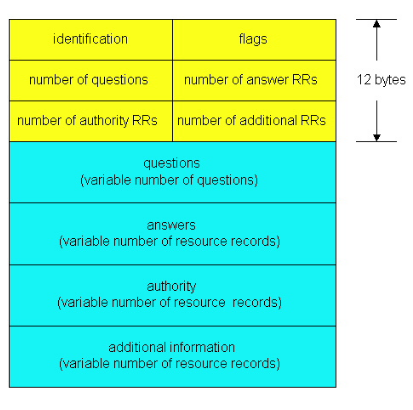 identification
flags
12 bytes
number of questions
number of answer RRs
number of authority RRs
number of additional RRs
questions
(variable number of questions)
answers
(variable number of resource records)
authority
(variable number of resource records)
additional information
(variable number of resource records)